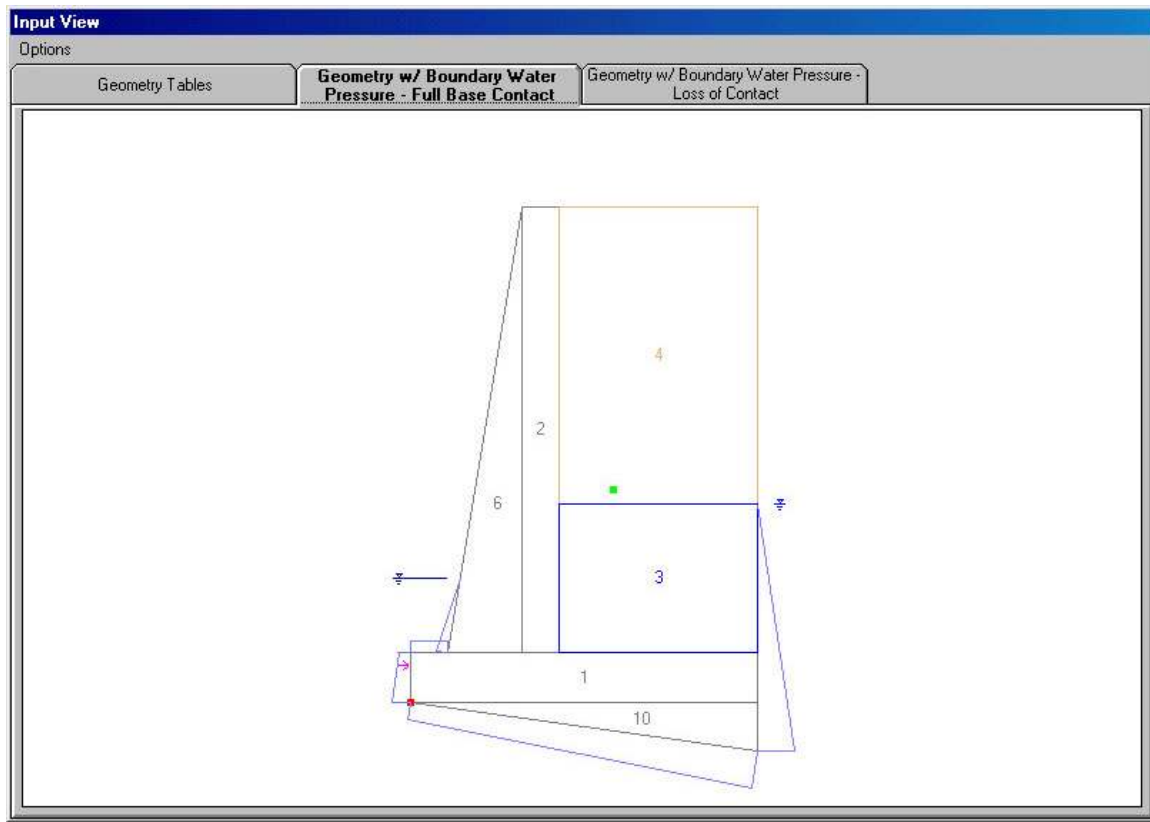 Input View
Options
Geometry Tables
Geometry w/ Boundary Water
Pressure - Full Base Contact
Geometry w/ Boundary Water Pressure -
Loss of Contact
4
2
6
3
1
10